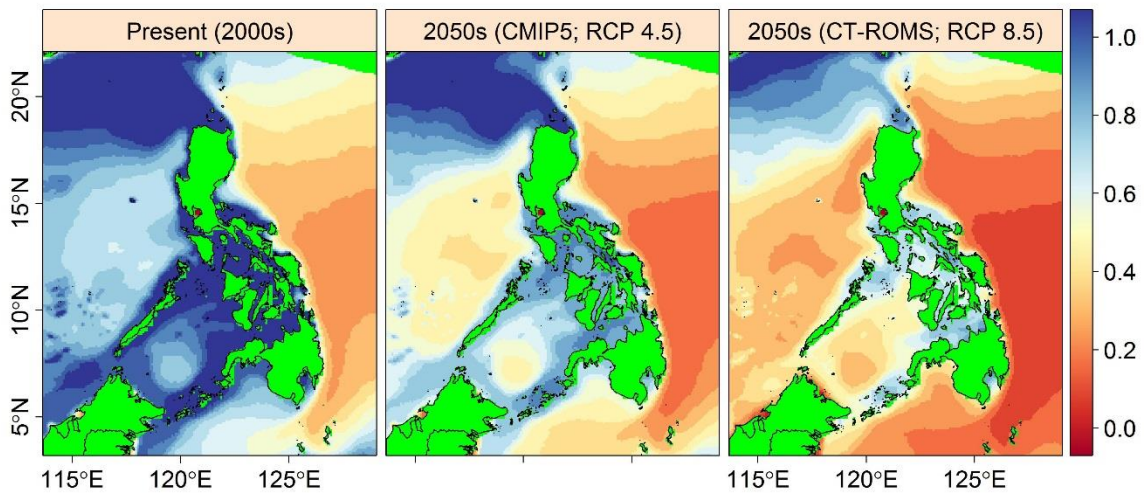 Present (2000s)
2050s (CMIP5; RCP 4.5)
2050s (CT-ROMS; RCP 8.5)
1.0
0.8
0.6
0.4
0.2
0.0
20°N
15°N
10°N
5°N
115°E 120°E 125°E
115°E 120°E 125°E